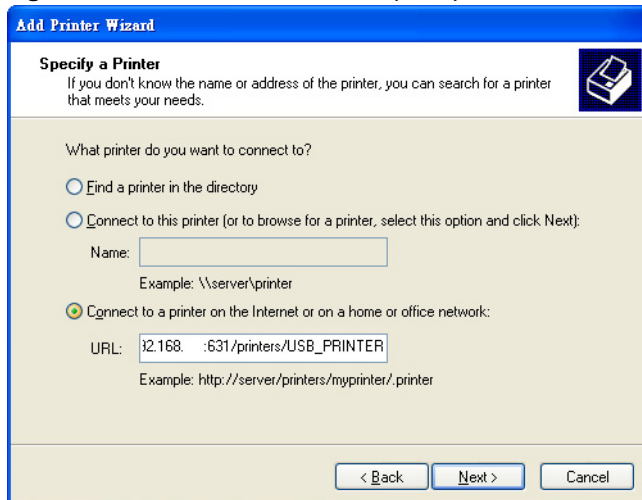 Add Printer Wizard
Specify a Printer
If you don't know the name or address of the printer, you can search for a printer
that meets your needs.
What printer do you want to connect to?
Find a printer in the directory
Connect to this printer (or to browse for a printer, select this option and click Next):
Name:
Example: \\server\printer
Connect to a printer on the Internet or on a home or office network:
URL: 2.168. :631/printers/USB_PRINTER
Example: http://server/printers/myprinter/.printer
< Back Next > Cancel